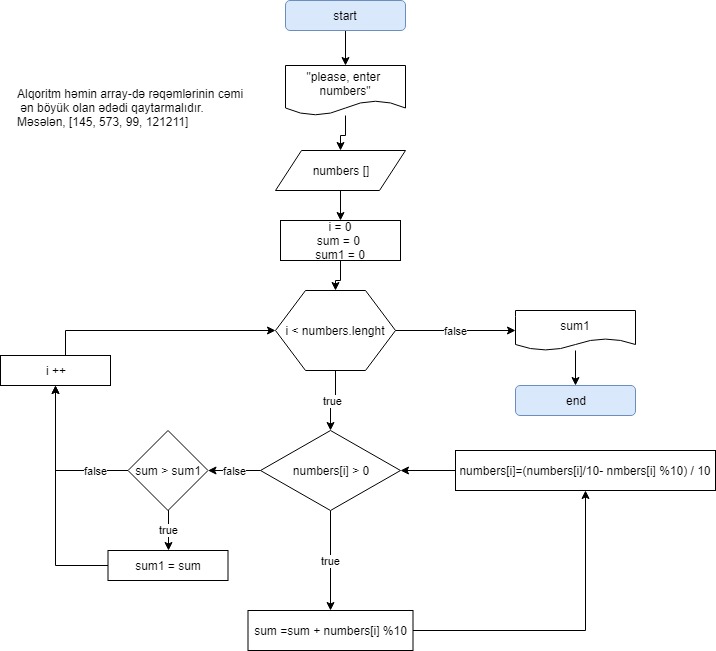 start
"please, enter
numbers"
Alqoritm həmin array-də rəqəmlərinin cəmi
ən böyük olan ədədi qaytarmalıdır.
Məsələn, [145, 573, 99, 121211]
numbers []
i = 0
sum = 0
sum1 = 0
i < numbers.lenght
false
sum1
i ++
end
true
sum > sum1
false
false
numbers[i] > 0
numbers[i]=(numbers[i]/10- nmbers[i] %10) / 10
true
true
sum1 = sum
sum =sum + numbers[i] %10